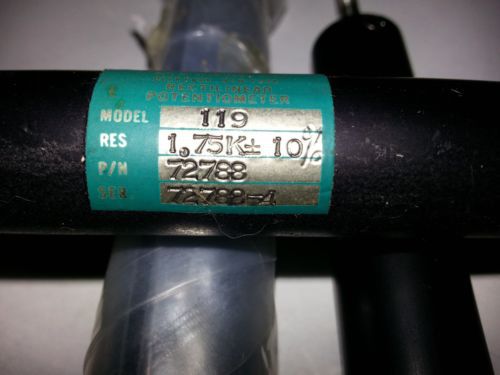 RECTILINEAR
POTENTIOMETER
MODEL 119
RES 1.75K± 10%
P/N 72788
SER. 72788-4